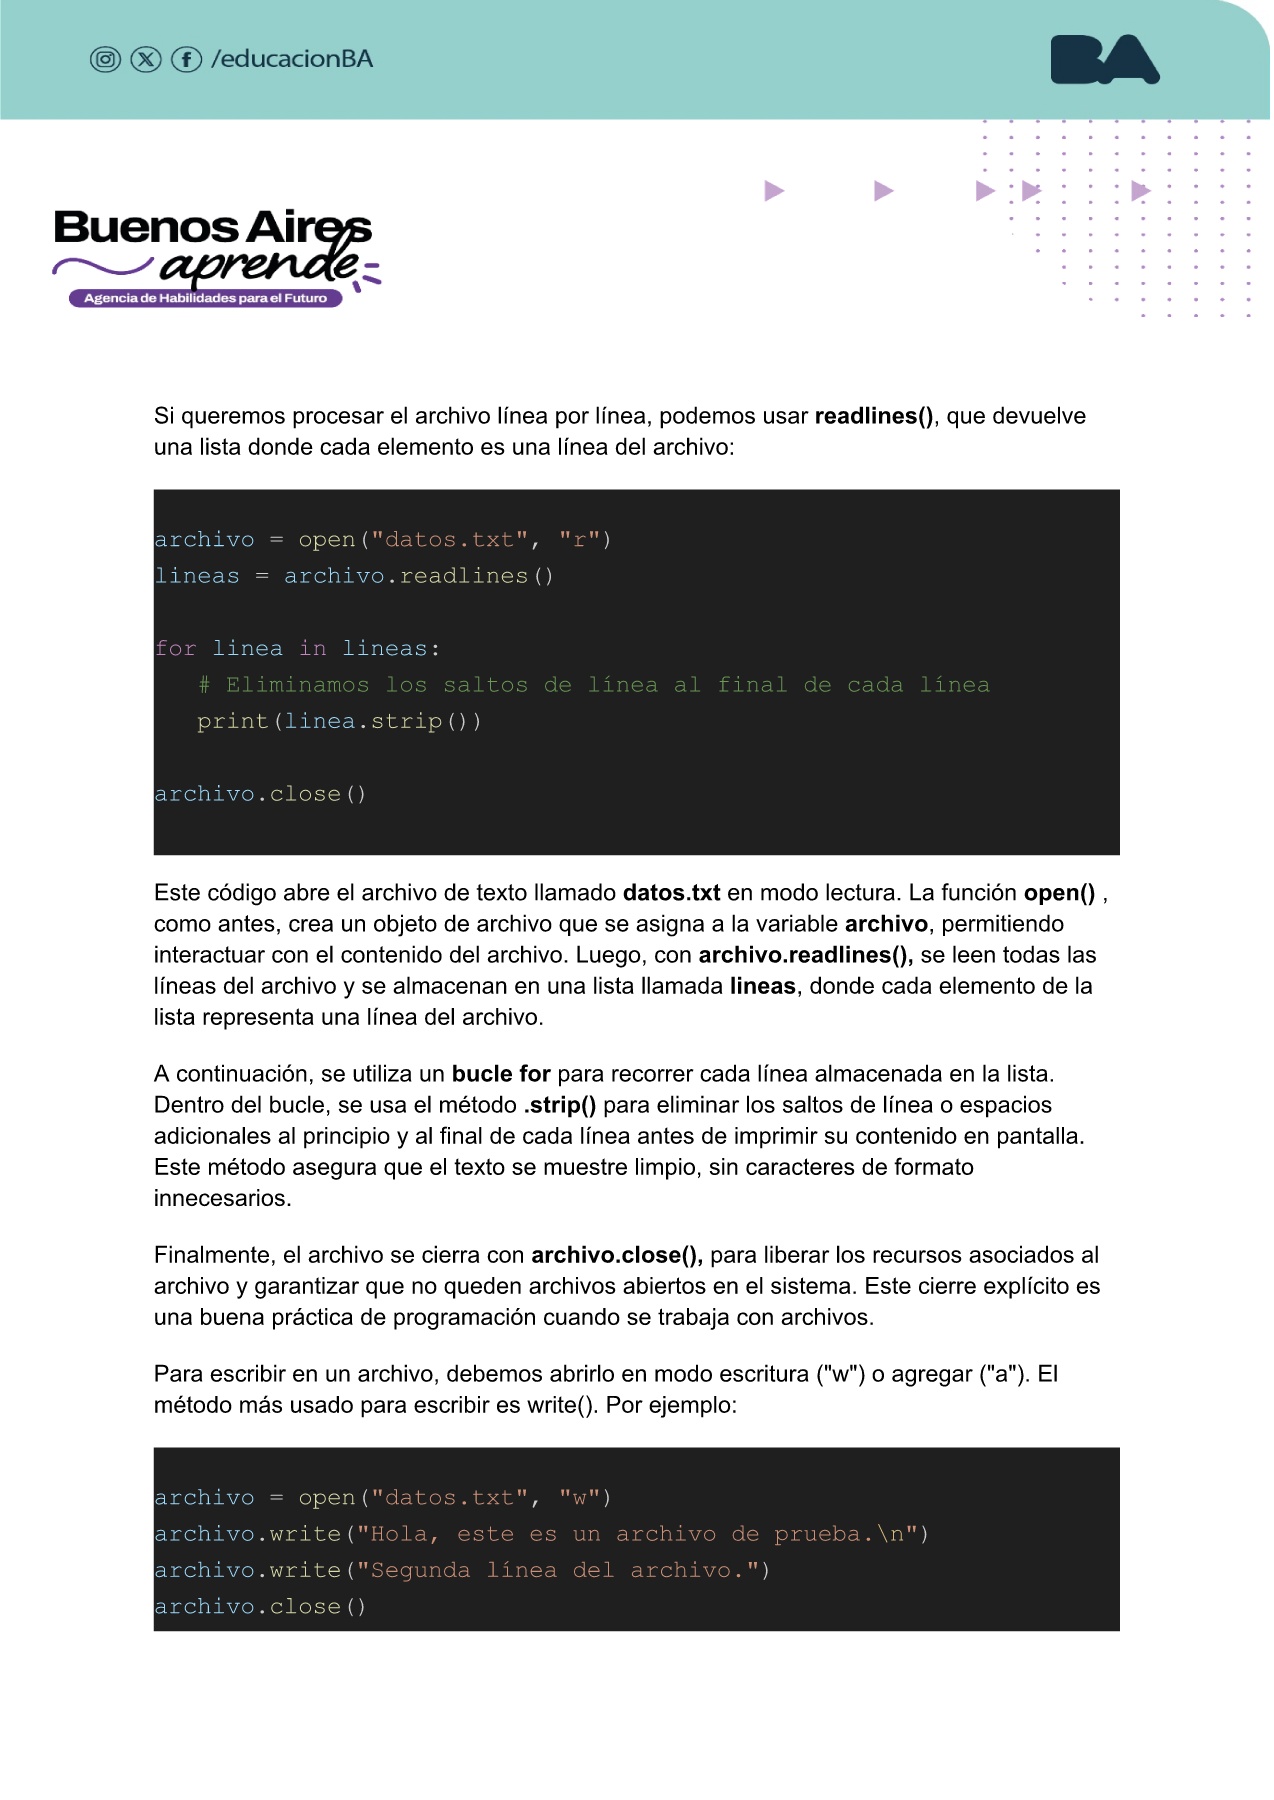 /educacionBA
BA
Buenos Aires
aprende
Agencia de Habilidades para el Futuro
Si queremos procesar el archivo línea por línea, podemos usar readlines(), que devuelve
una lista donde cada elemento es una línea del archivo:
archivo = open("datos.txt", "r")
lineas = archivo.readlines()
for linea in lineas:
   # Eliminamos los saltos de línea al final de cada línea
   print(linea.strip())
archivo.close()
Este código abre el archivo de texto llamado datos.txt en modo lectura. La función open() ,
como antes, crea un objeto de archivo que se asigna a la variable archivo, permitiendo
interactuar con el contenido del archivo. Luego, con archivo.readlines(), se leen todas las
líneas del archivo y se almacenan en una lista llamada lineas, donde cada elemento de la
lista representa una línea del archivo.
A continuación, se utiliza un bucle for para recorrer cada línea almacenada en la lista.
Dentro del bucle, se usa el método .strip() para eliminar los saltos de línea o espacios
adicionales al principio y al final de cada línea antes de imprimir su contenido en pantalla.
Este método asegura que el texto se muestre limpio, sin caracteres de formato
innecesarios.
Finalmente, el archivo se cierra con archivo.close(), para liberar los recursos asociados al
archivo y garantizar que no queden archivos abiertos en el sistema. Este cierre explícito es
una buena práctica de programación cuando se trabaja con archivos.
Para escribir en un archivo, debemos abrirlo en modo escritura ("w") o agregar ("a"). El
método más usado para escribir es write(). Por ejemplo:
archivo = open("datos.txt", "w")
archivo.write("Hola, este es un archivo de prueba.\n")
archivo.write("Segunda línea del archivo.")
archivo.close()